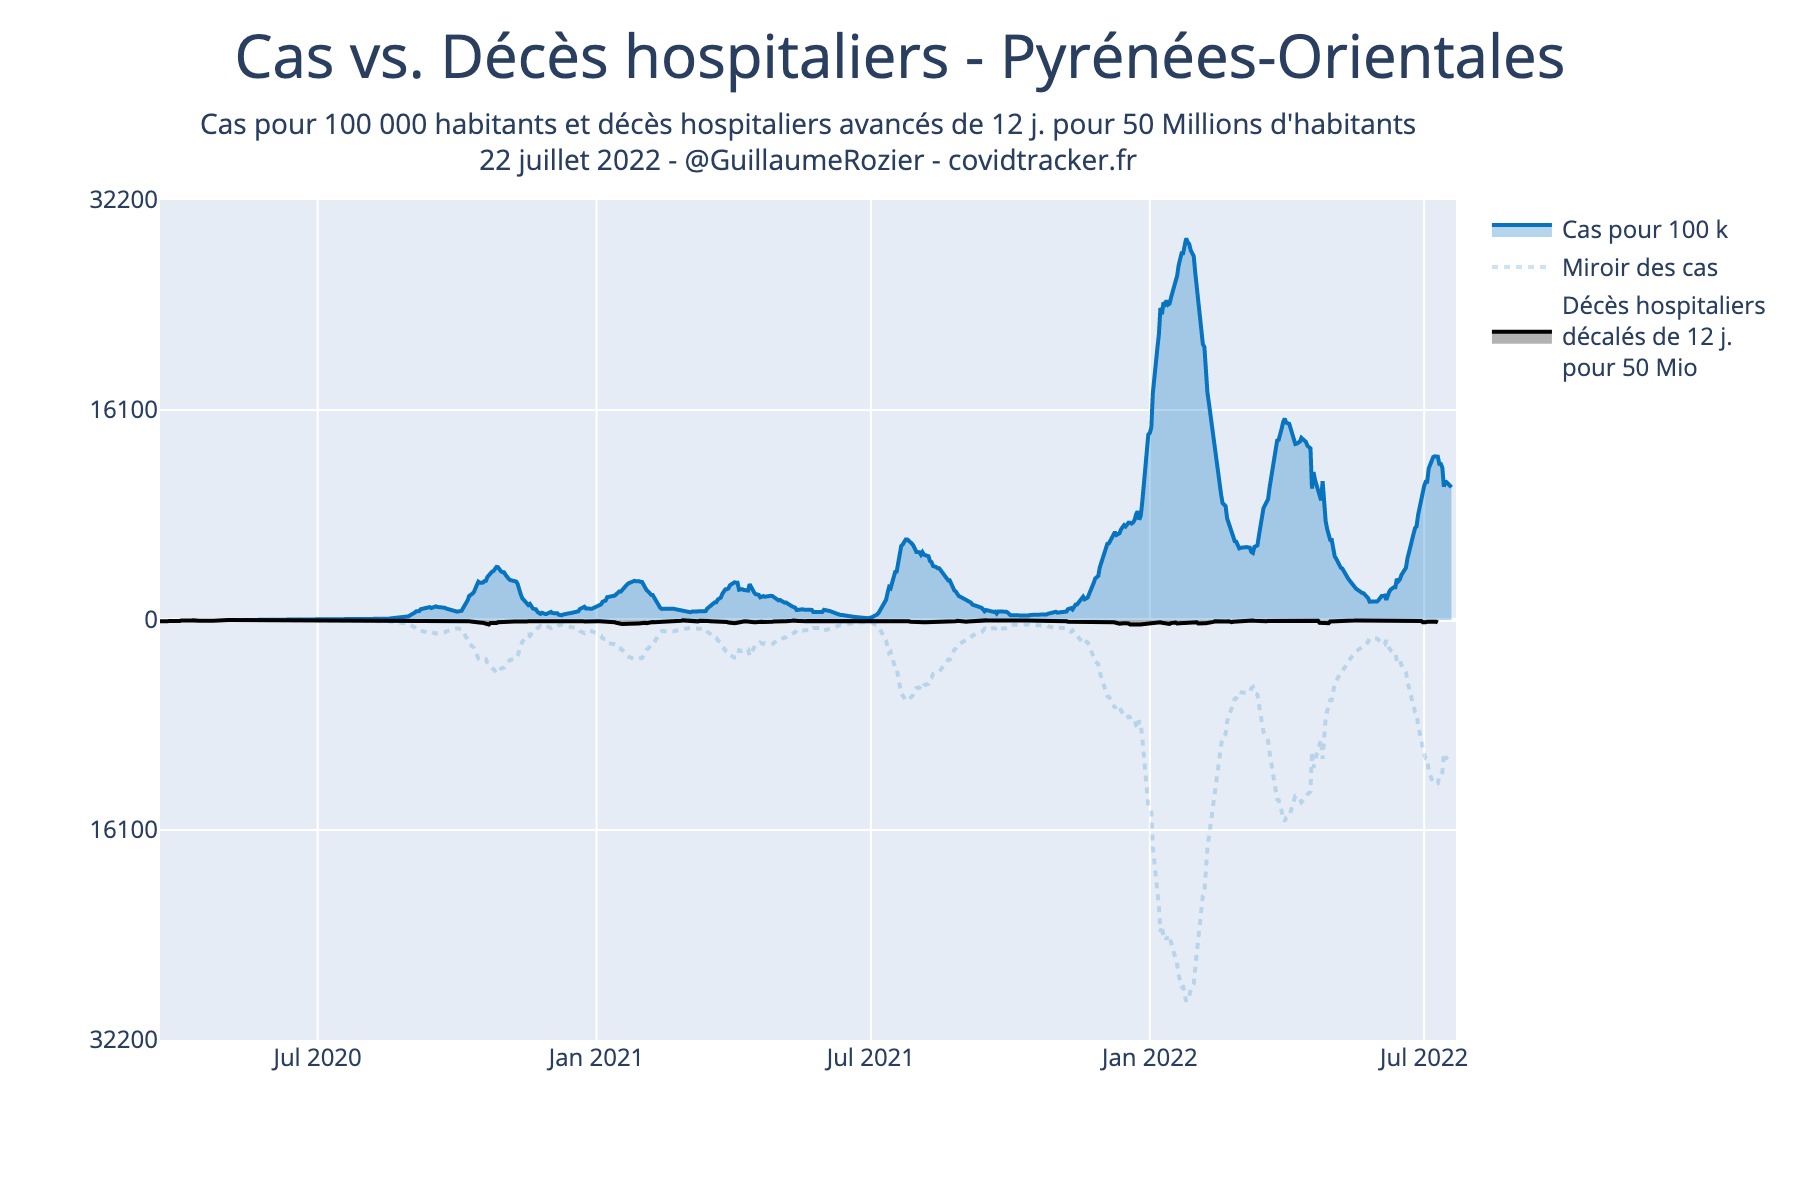 Cas vs. Décès hospitaliers - Pyrénées-Orientales
Cas pour 100 000 habitants et décès hospitaliers avancés de 12 j. pour 50 Millions d'habitants
22 juillet 2022 - @GuillaumeRozier - covidtracker.fr
32200
16100
0
16100
32200
Jul 2020
Jan 2021
Jul 2021
Jan 2022
Jul 2022
Cas pour 100 k
Miroir des cas
Décès hospitaliers
décalés de 12 j.
pour 50 Mio